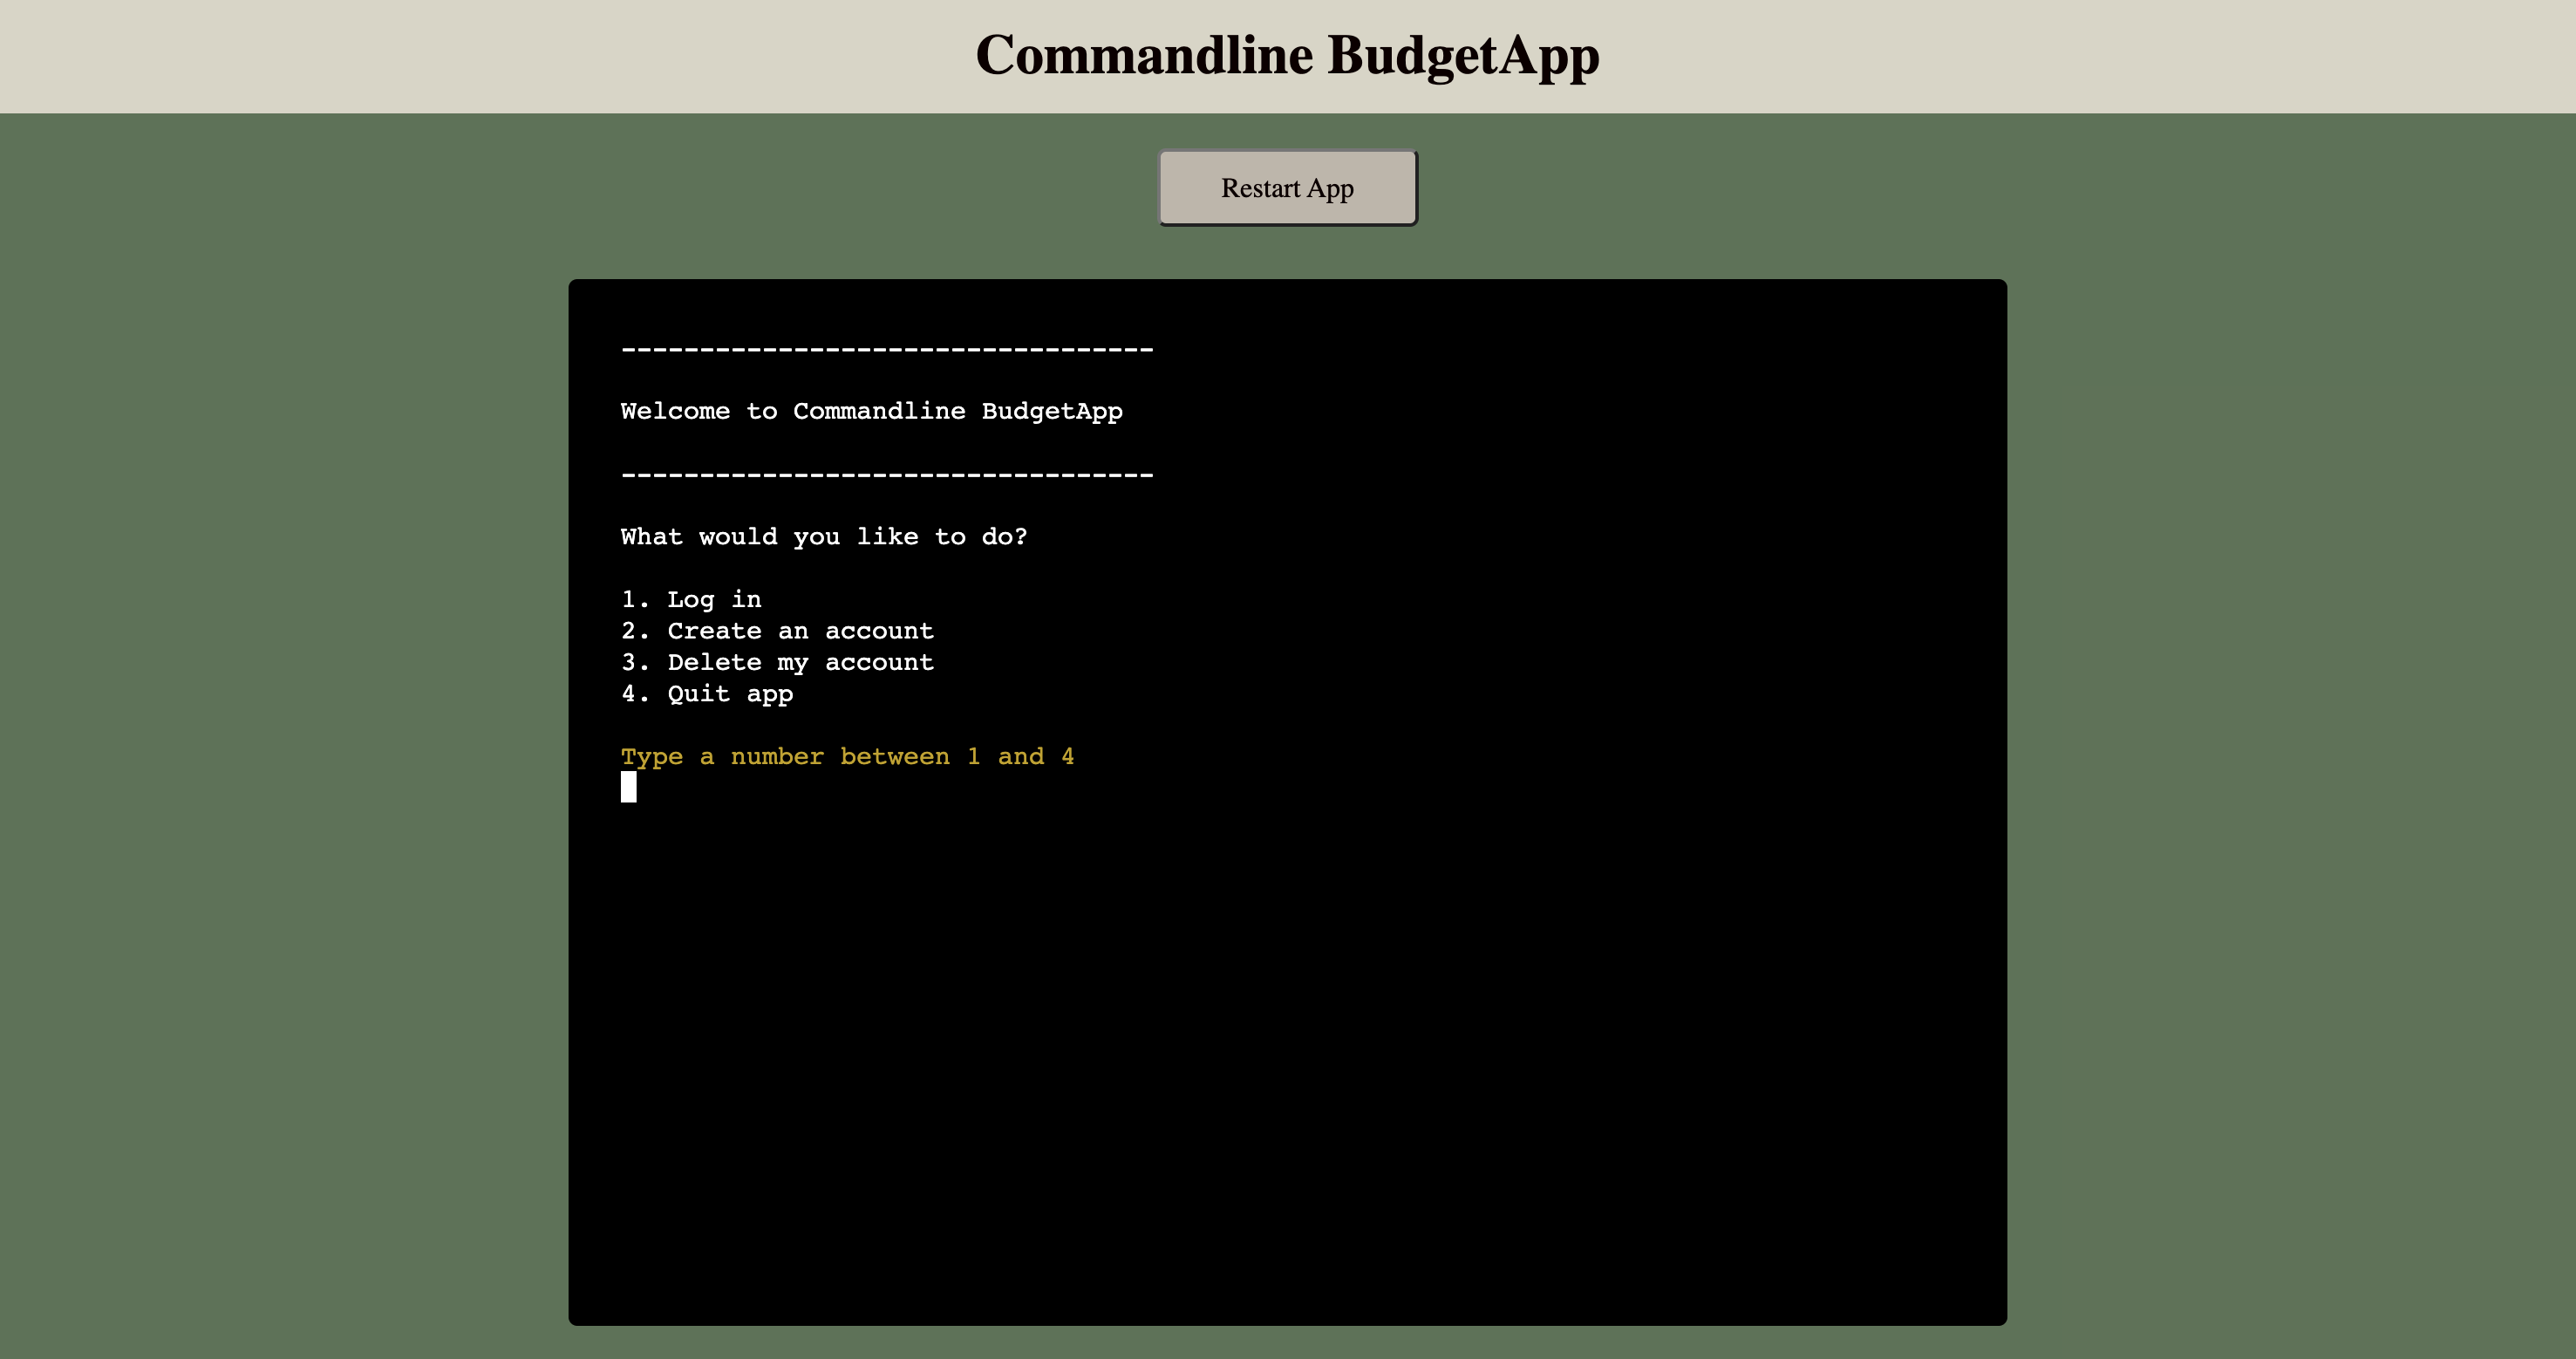 Commandline BudgetApp
Restart App
----------------------------------
Welcome to Commandline BudgetApp
----------------------------------
What would you like to do?
1. Log in
2. Create an account
3. Delete my account
4. Quit app
Type a number between 1 and 4